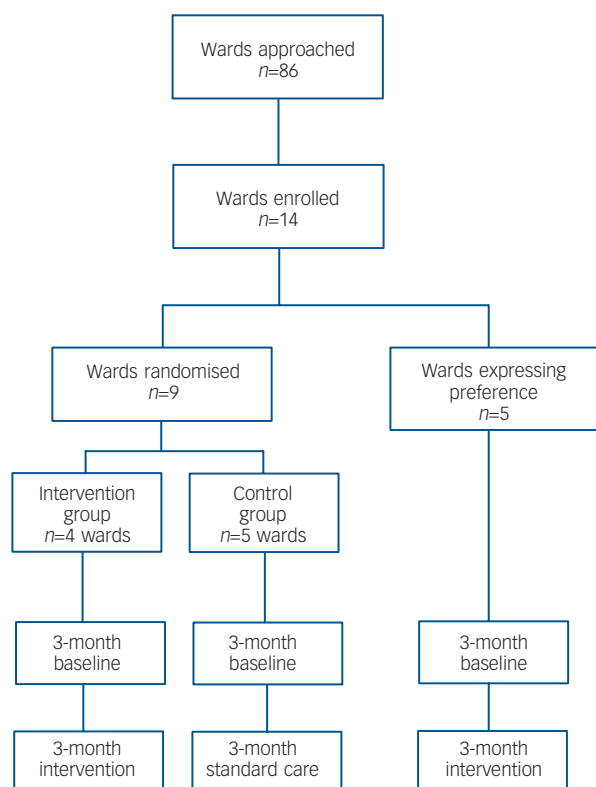 Wards approached
n=86
Wards enrolled
n=14
Wards randomised
n=9
Wards expressing
preference
n=5
Intervention
group
n=4 wards
Control
group
n=5 wards
3-month
baseline
3-month
baseline
3-month
baseline
3-month
intervention
3-month
standard care
3-month
intervention